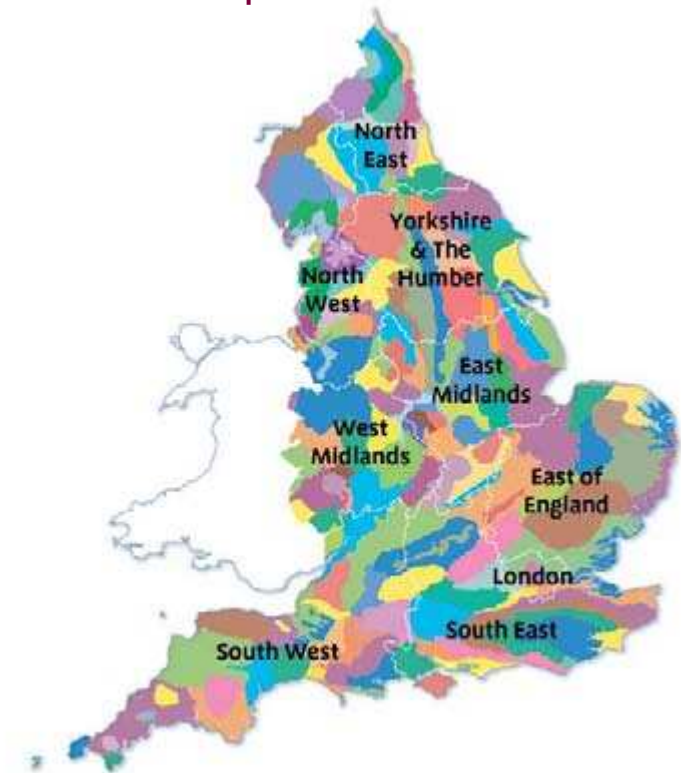 North
East
Yorkshire
& The
Humber
North
West
East
Midlands
West
Midlands
East of
England
London
South East
South West